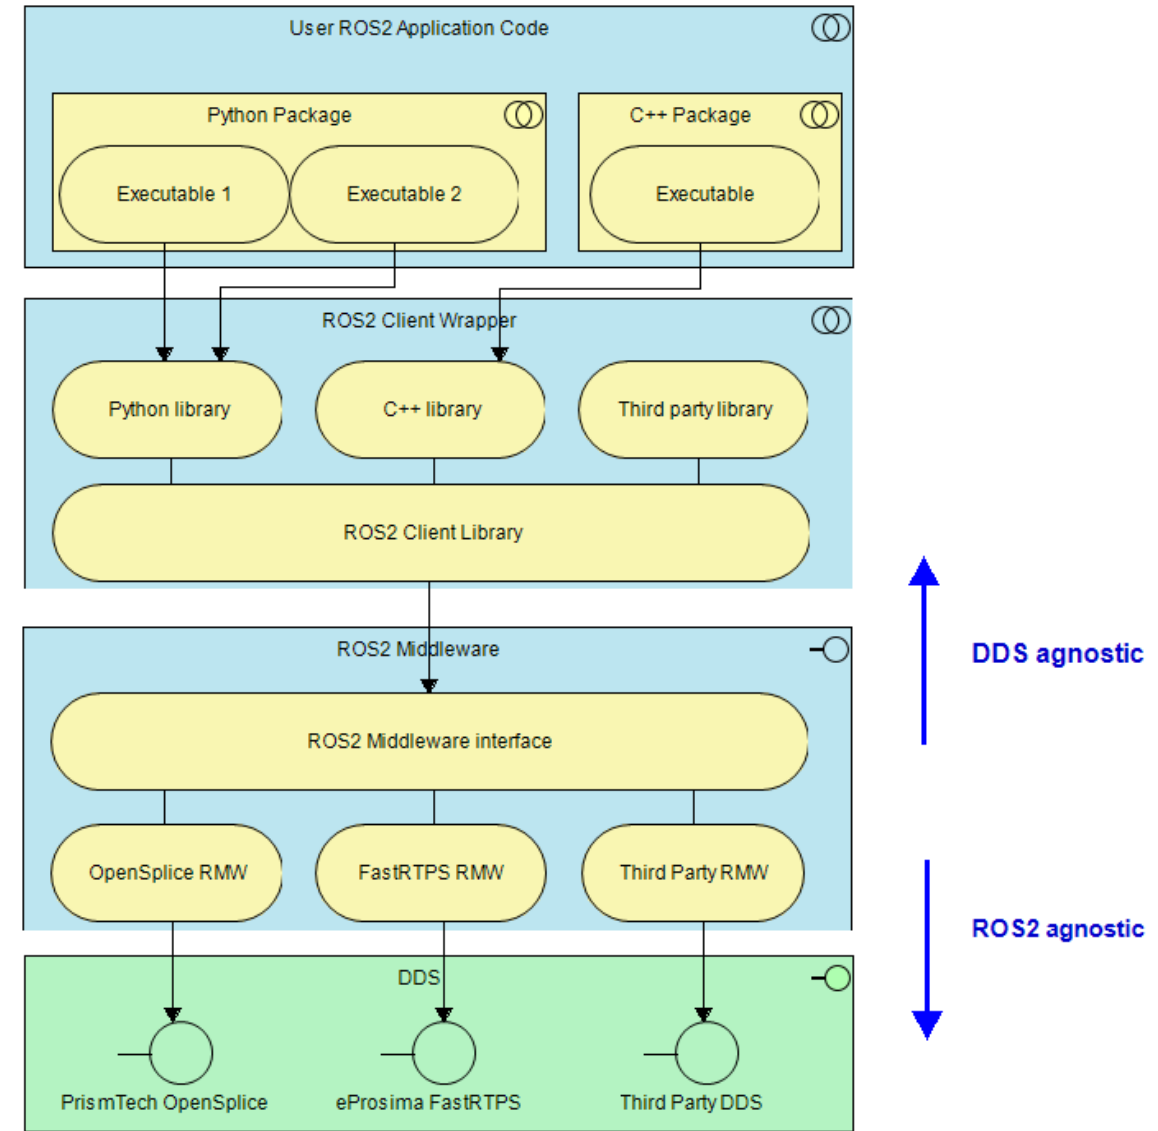 User ROS2 Application Code
Python Package
C++ Package
Executable 1
Executable 2
Executable
ROS2 Client Wrapper
Python library
C++ library
Third party library
ROS2 Client Library
ROS2 Middleware
DDS agnostic
ROS2 Middleware interface
OpenSplice RMW
FastRTPS RMW
Third Party RMW
ROS2 agnostic
DDS
PrismTech OpenSplice
eProsima FastRTPS
Third Party DDS